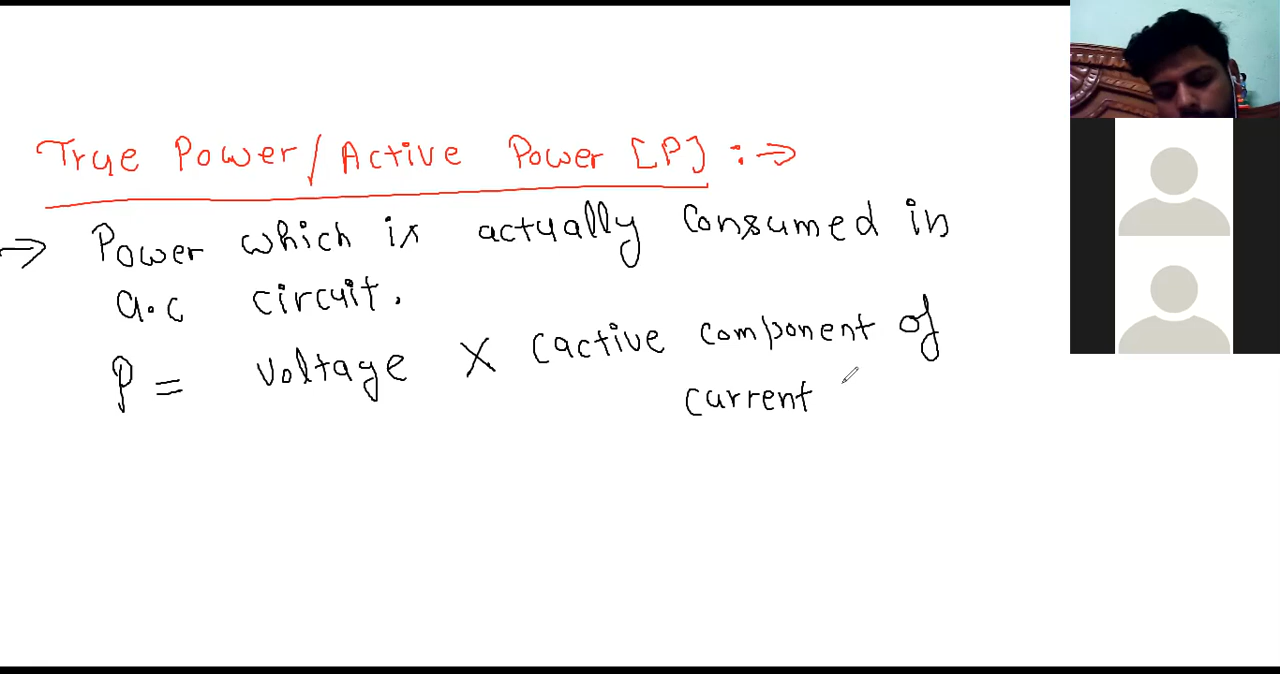 True Power/Active Power [P] :→
→ Power which is actually consumed in
a.c circuit.
P = voltage × (active component of
current